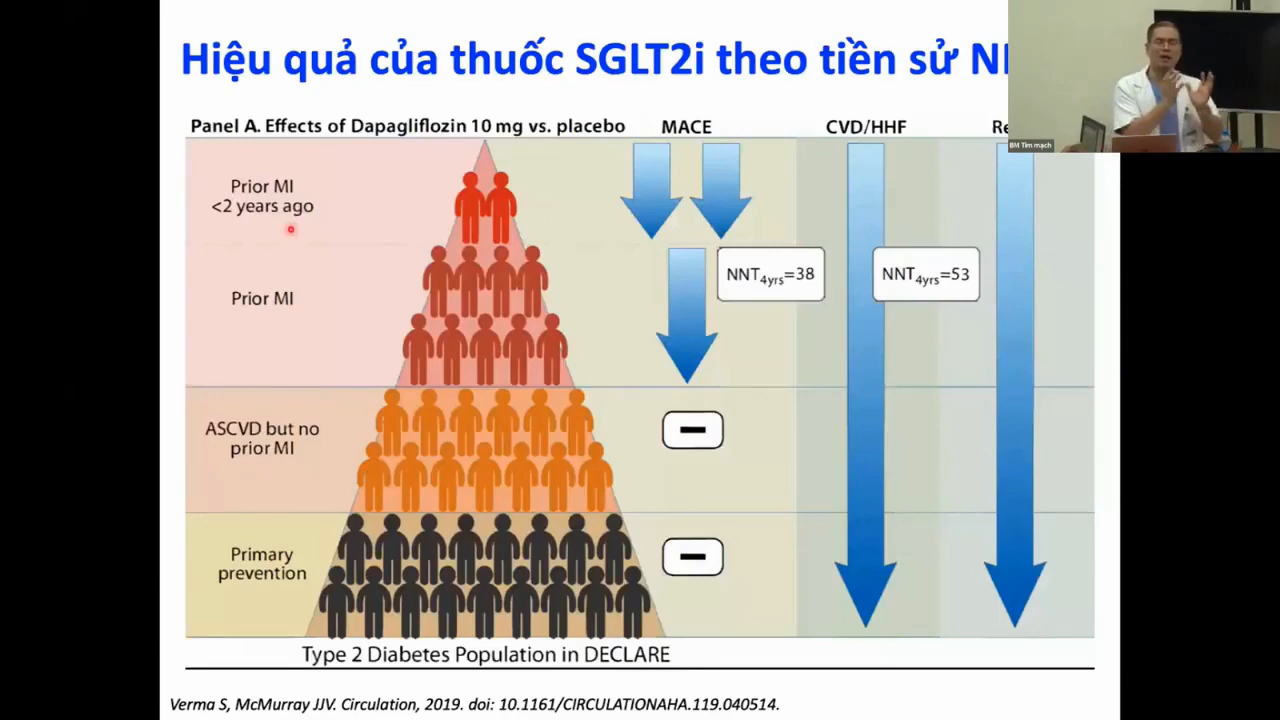 Hiệu quả của thuốc SGLT2i theo tiền sử
Panel A. Effects of Dapagliflozin 10 mg vs. placebo MACE CVD/HHF
BM Tim mạch
Prior MI
<2 years ago
NNT4yrs=38 NNT4yrs=53
Prior MI
ASCVD but no
prior MI
Primary
prevention
Type 2 Diabetes Population in DECLARE
Verma S, McMurray JJV. Circulation, 2019. doi: 10.1161/CIRCULATIONAHA.119.040514.